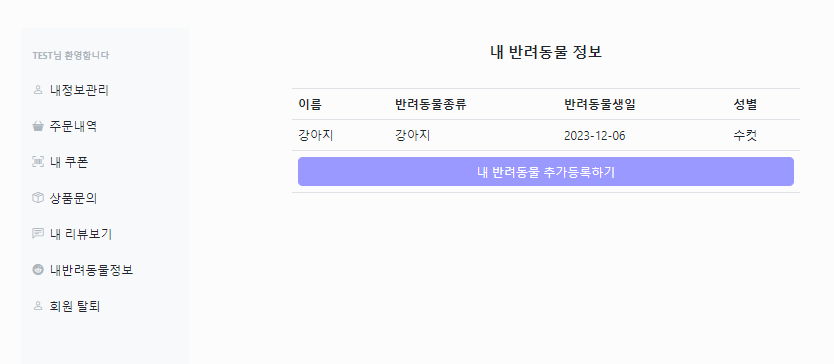 TEST님 환영합니다
내정보관리
주문내역
내 쿠폰
상품문의
내 리뷰보기
내반려동물정보
회원 탈퇴
내 반려동물 정보
이름 반려동물종류 반려동물생일 성별
강아지 강아지 2023-12-06 수컷
내 반려동물 추가등록하기